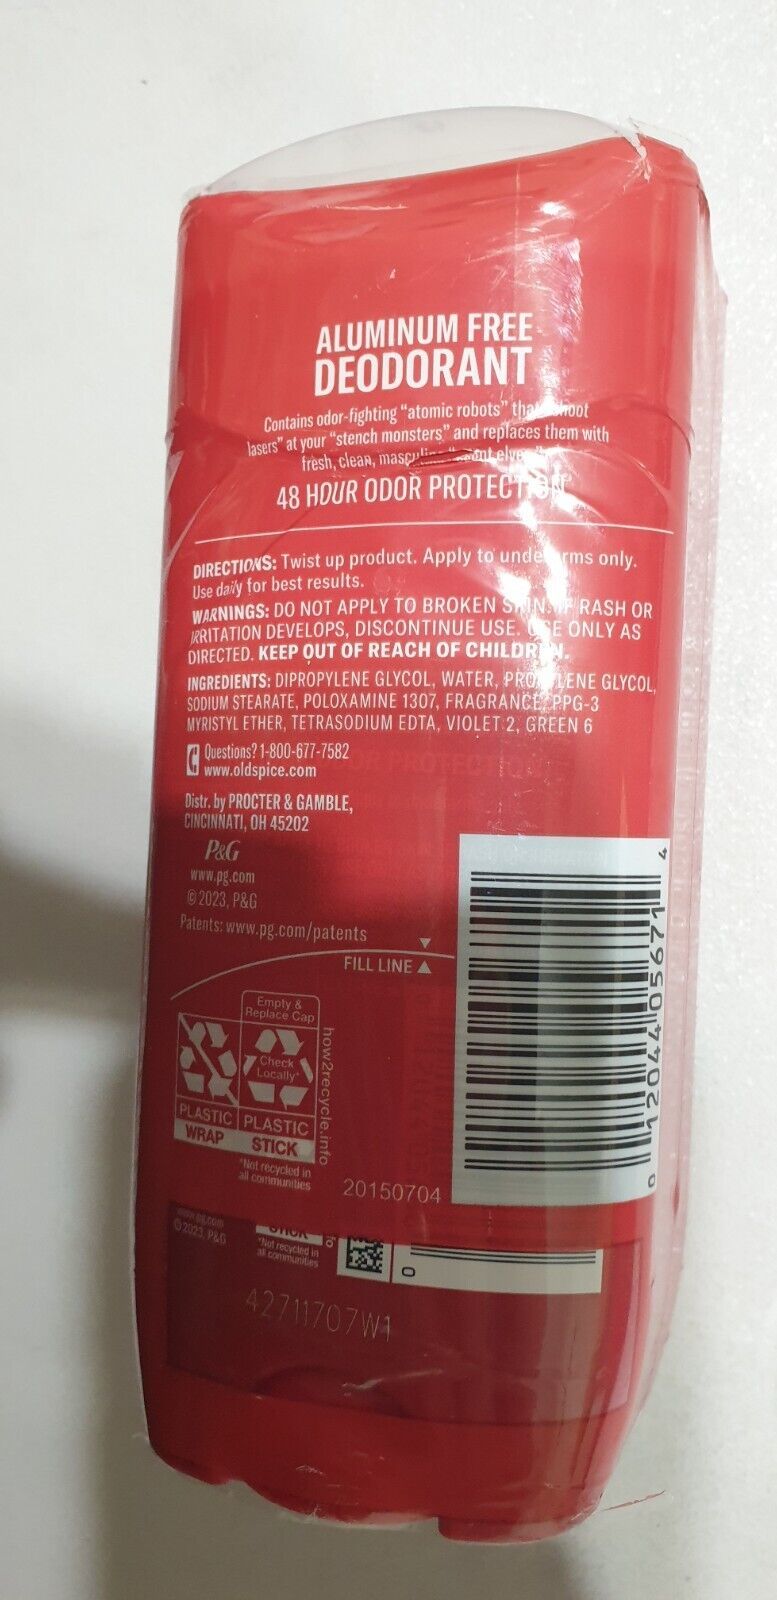 ALUMINUM FREE
DEODORANT
Contains odor-fighting "atomic robots"
lasers" at your "stench monsters" and replaces them with
fresh, clean,
48 HOUR ODOR
DIRECTIONS: Twist up product. Apply to only.
Use daily for best results.
WARNINGS: DO NOT APPLY TO BROKEN RASH OR
IRRITATION DEVELOPS, DISCONTINUE USE. USE ONLY AS
DIRECTED. KEEP OUT OF REACH OF CHILDREN.
INGREDIENTS: DIPROPYLENE GLYCOL, WATER, PROPYLENE GLYCOL,
SODIUM STEARATE, POLOXAMINE 1307, FRAGRANCE, PPG-3
MYRISTYL ETHER, TETRASODIUM EDTA, VIOLET 2, GREEN 6
Questions? 1-800-677-7582
www.oldspice.com
Distr. by PROCTER & GAMBLE,
CINCINNATI, OH 45202
P&G
www.pg.com
© 2023, P&G
Patents: www.pg.com/patents
FILL LINE
Empty &
Replace Cap
Check
Locally*
how2recycle.info
PLASTIC
WRAP
PLASTIC
STICK
*Not recycled in
all communities
20150704
0 12044 05671 4
www.pg.com
© 2023, P&G
STICK
*Not recycled in
all communities
0
42711707W1